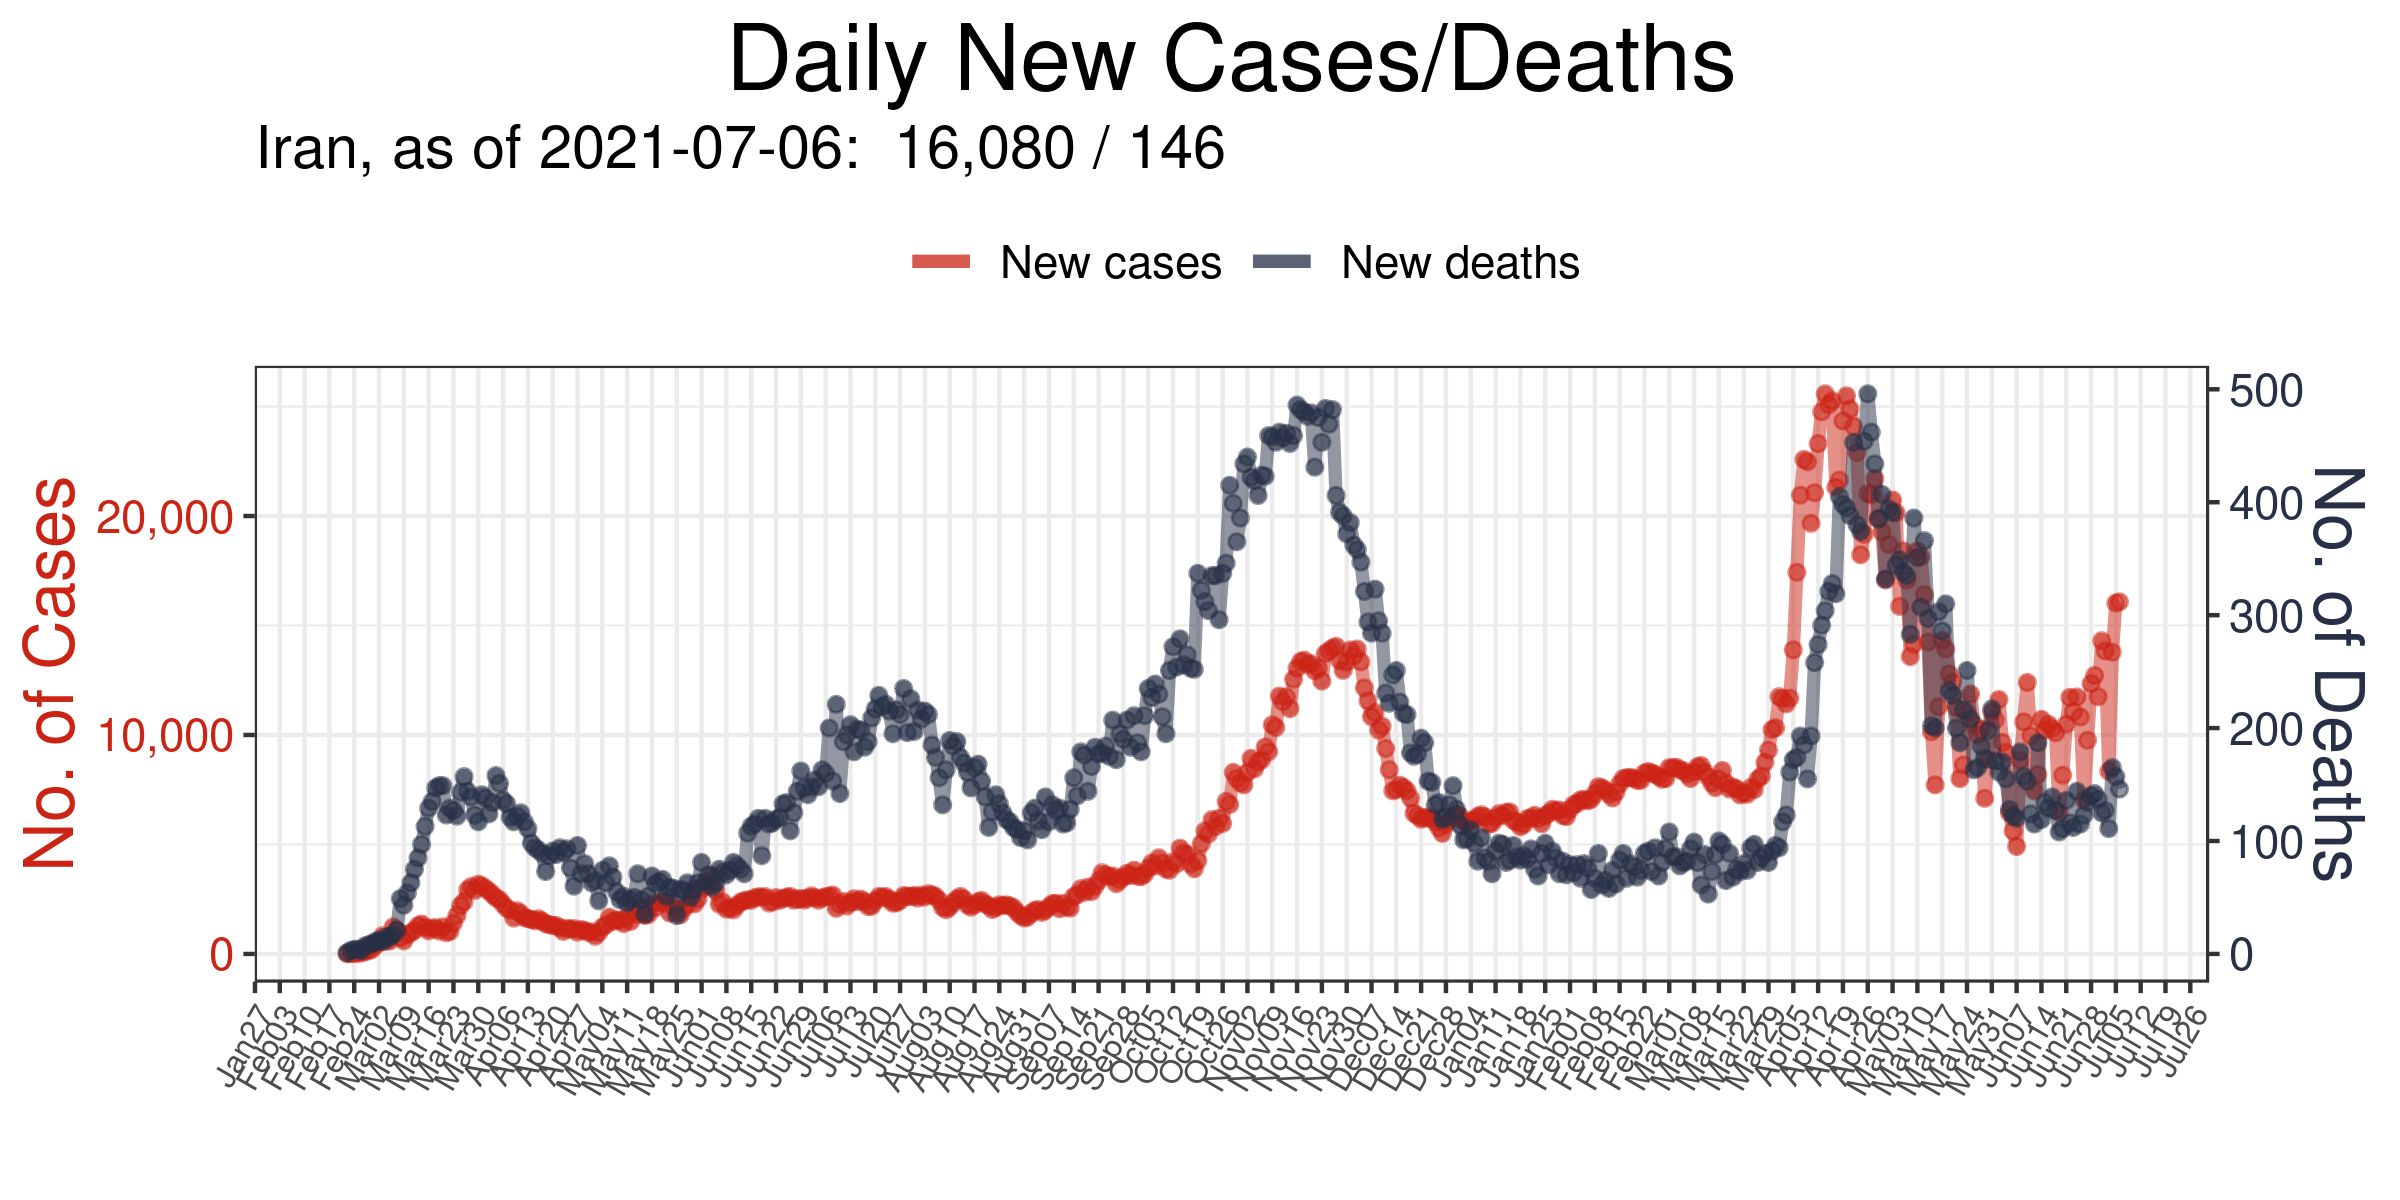 Daily New Cases/Deaths
Iran, as of 2021-07-06:  16,080 / 146
New cases
New deaths
No. of Cases
20,000
10,000
0
500
400
300
200
100
0
No. of Deaths
Jan27
Feb03
Feb10
Feb17
Feb24
Mar02
Mar09
Mar16
Mar23
Mar30
Apr06
Apr13
Apr20
Apr27
May04
May11
May18
May25
Jun01
Jun08
Jun15
Jun22
Jun29
Jul06
Jul13
Jul20
Jul27
Aug03
Aug10
Aug17
Aug24
Aug31
Sep07
Sep14
Sep21
Sep28
Oct05
Oct12
Oct19
Oct26
Nov02
Nov09
Nov16
Nov23
Nov30
Dec07
Dec14
Dec21
Dec28
Jan04
Jan11
Jan18
Jan25
Feb01
Feb08
Feb15
Feb22
Mar01
Mar08
Mar15
Mar22
Mar29
Apr05
Apr12
Apr19
Apr26
May03
May10
May17
May24
May31
Jun07
Jun14
Jun21
Jun28
Jul05
Jul12
Jul19
Jul26